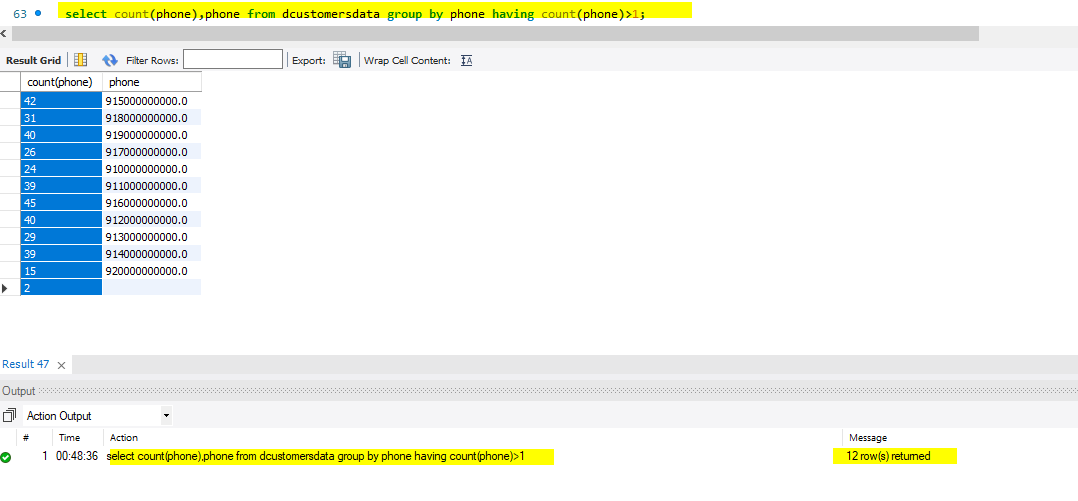 63 select count(phone),phone from dcustomersdata group by phone having count(phone)>1;
Result Grid Filter Rows: Export: Wrap Cell Content:
count(phone) phone
42 915000000000.0
31 918000000000.0
40 919000000000.0
26 917000000000.0
24 910000000000.0
39 911000000000.0
45 916000000000.0
40 912000000000.0
29 913000000000.0
39 914000000000.0
15 920000000000.0
2
Result 47
Output
Action Output
# Time Action Message
1 00:48:36 select count(phone),phone from dcustomersdata group by phone having count(phone)>1 12 row(s) returned